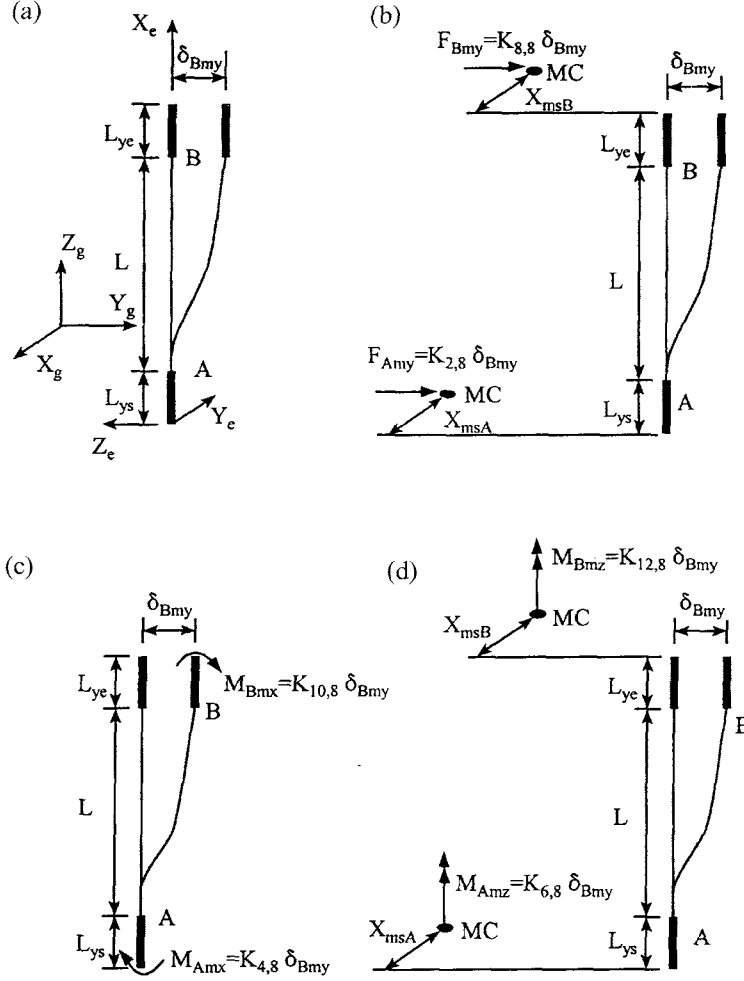 (a)
X_e
δ_Bmy
L_ye
B
L
Z_g
Y_g
X_g
A
L_ys
Y_e
Z_e
(b)
F_Bmy=K_8,8 δ_Bmy
MC
X_msB
δ_Bmy
L_ye
B
L
F_Amy=K_2,8 δ_Bmy
MC
X_msA
L_ys
A
(c)
δ_Bmy
L_ye
M_Bmx=K_10,8 δ_Bmy
B
L
A
L_ys
M_Amx=K_4,8 δ_Bmy
(d)
M_Bmz=K_12,8 δ_Bmy
MC
X_msB
δ_Bmy
L_ye
L
M_Amz=K_6,8 δ_Bmy
MC
X_msA
L_ys
A